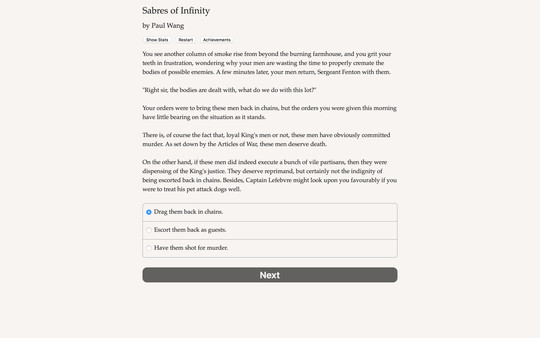 Sabres of Infinity
by Paul Wang
Show Stats Restart Achievements
You see another column of smoke rise from beyond the burning farmhouse, and you grit your
teeth in frustration, wondering why your men are wasting the time to properly cremate the
bodies of possible enemies. A few minutes later, your men return, Sergeant Fenton with them.
"Right sir, the bodies are dealt with, what do we do with this lot?"
Your orders were to bring these men back in chains, but the orders you were given this morning
have little bearing on the situation as it stands.
There is, of course the fact that, loyal King's men or not, these men have obviously committed
murder. As set down by the Articles of War, these men deserve death.
On the other hand, if these men did indeed execute a bunch of vile partisans, then they were
dispensing of the King's justice. They deserve reprimand, but certainly not the indignity of
being escorted back in chains. Besides, Captain Lefebvre might look upon you favourably if you
were to treat his pet attack dogs well.
Drag them back in chains.
Escort them back as guests.
Have them shot for murder.
Next